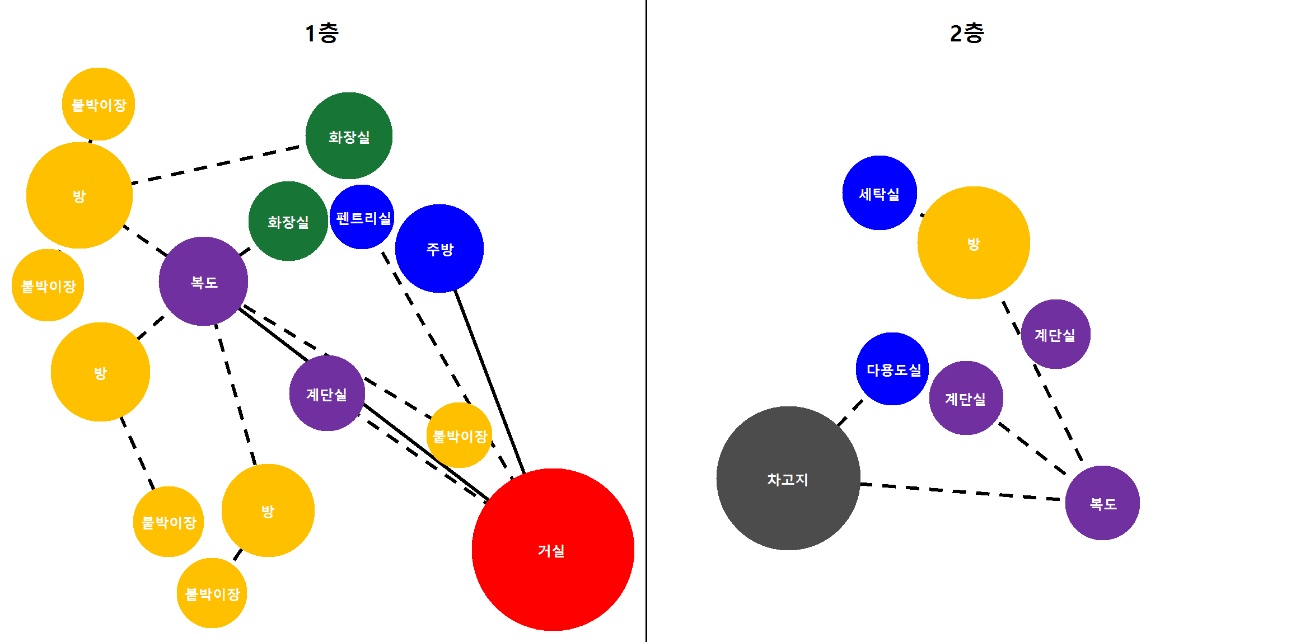 1층
붙박이장
화장실
방
화장실
펜트리실
주방
복도
붙박이장
방
계단실
붙박이장
방
붙박이장
거실
붙박이장
2층
세탁실
방
계단실
다용도실
계단실
차고지
복도